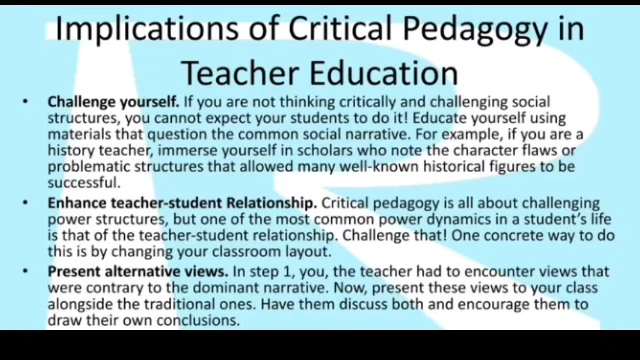 Implications of Critical Pedagogy in
Teacher Education
• Challenge yourself. If you are not thinking critically and challenging social
structures, you cannot expect your students to do it! Educate yourself using
materials that question the common social narrative. For example, if you are a
history teacher, immerse yourself in scholars who note the character flaws or
problematic structures that allowed many well-known historical figures to be
successful.
• Enhance teacher-student Relationship. Critical pedagogy is all about challenging
power structures, but one of the most common power dynamics in a student's life
is that of the teacher-student relationship. Challenge that! One concrete way to do
this is by changing your classroom layout.
• Present alternative views. In step 1, you, the teacher had to encounter views that
were contrary to the dominant narrative. Now, present these views to your class
alongside the traditional ones. Have them discuss both and encourage them to
draw their own conclusions.